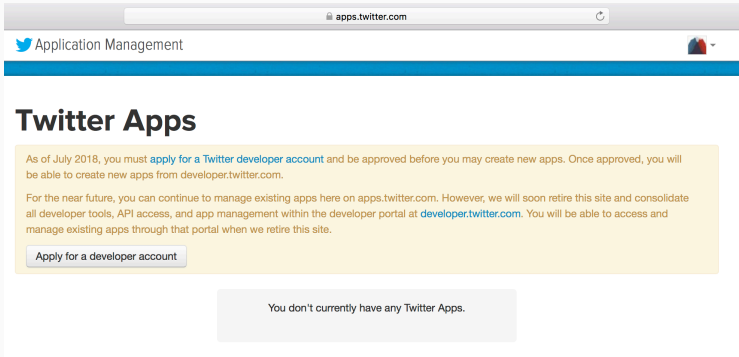 apps.twitter.com
Application Management
Twitter Apps
As of July 2018, you must apply for a Twitter developer account and be approved before you may create new apps. Once approved, you will
be able to create new apps from developer.twitter.com.
For the near future, you can continue to manage existing apps here on apps.twitter.com. However, we will soon retire this site and consolidate
all developer tools, API access, and app management within the developer portal at developer.twitter.com. You will be able to access and
manage existing apps through that portal when we retire this site.
Apply for a developer account
You don't currently have any Twitter Apps.